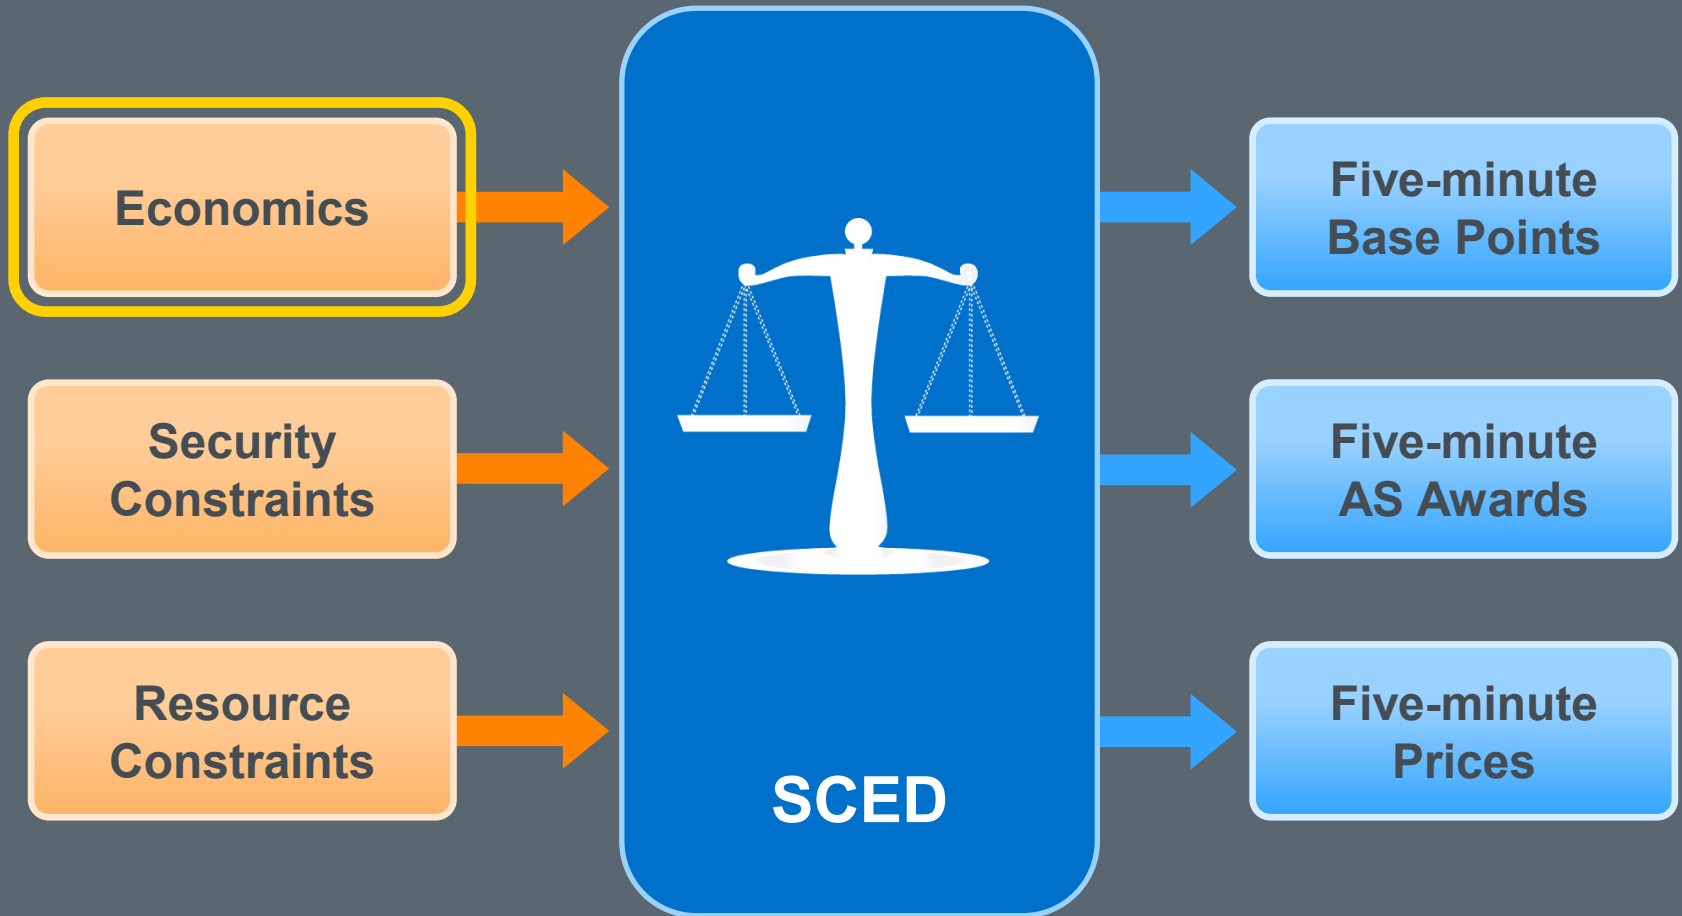 Economics
Security
Constraints
Resource
Constraints
SCED
Five-minute
Base Points
Five-minute
AS Awards
Five-minute
Prices